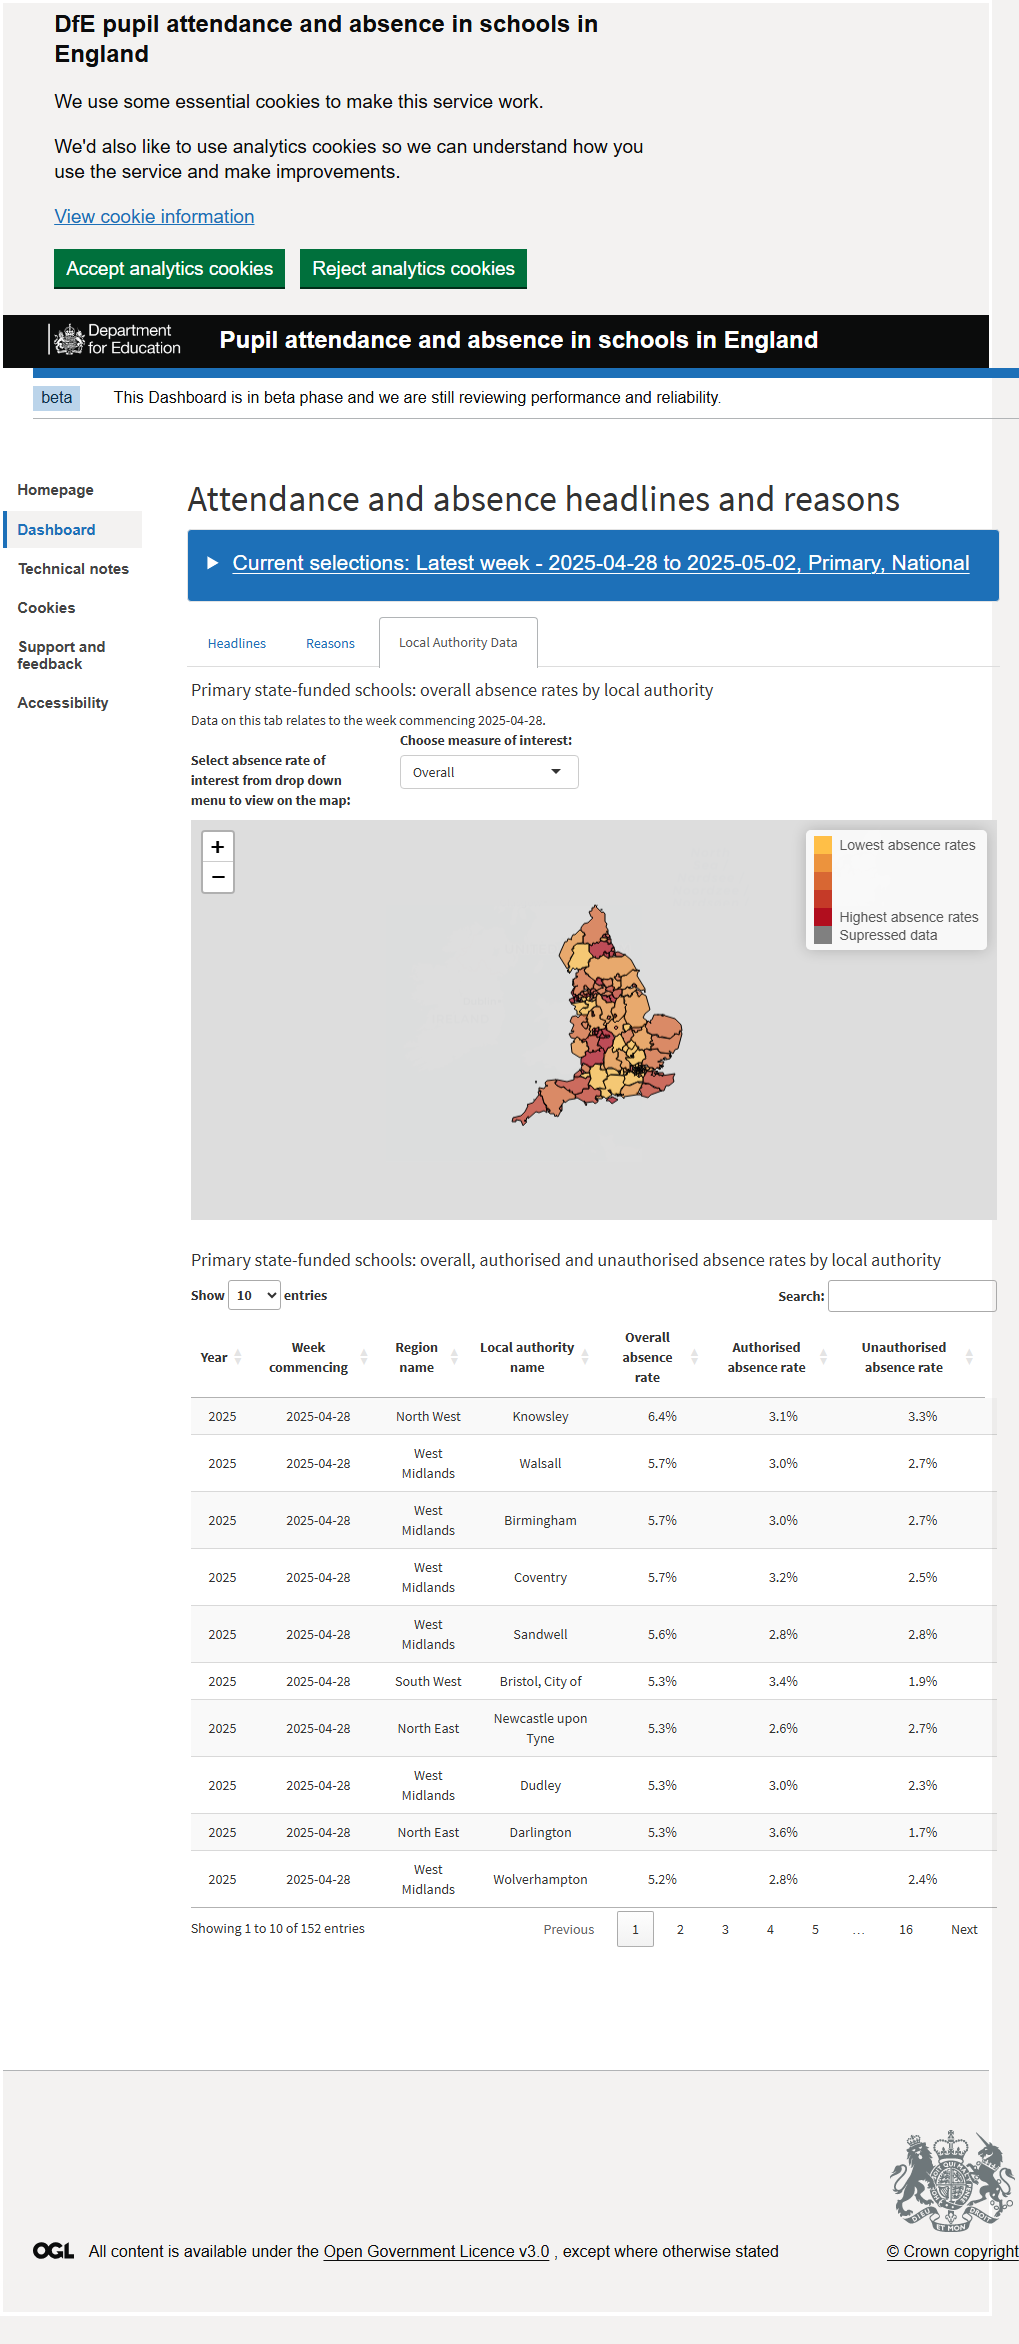 DfE pupil attendance and absence in schools in
England
We use some essential cookies to make this service work.
We'd also like to use analytics cookies so we can understand how you
use the service and make improvements.
View cookie information
Accept analytics cookies Reject analytics cookies
Department
for Education
Pupil attendance and absence in schools in England
beta This Dashboard is in beta phase and we are still reviewing performance and reliability.
Homepage
Dashboard
Technical notes
Cookies
Support and
feedback
Accessibility
Attendance and absence headlines and reasons
Current selections: Latest week - 2025-04-28 to 2025-05-02, Primary, National
Headlines Reasons Local Authority Data
Primary state-funded schools: overall absence rates by local authority
Data on this tab relates to the week commencing 2025-04-28.
Select absence rate of
interest from drop down
menu to view on the map:
Choose measure of interest:
Overall
+
−
Lowest absence rates
Highest absence rates
Supressed data
Primary state-funded schools: overall, authorised and unauthorised absence rates by local authority
Show 10 entries Search:
Year Week commencing Region name Local authority name Overall absence rate Authorised absence rate Unauthorised absence rate
2025 2025-04-28 North West Knowsley 6.4% 3.1% 3.3%
2025 2025-04-28 West Midlands Walsall 5.7% 3.0% 2.7%
2025 2025-04-28 West Midlands Birmingham 5.7% 3.0% 2.7%
2025 2025-04-28 West Midlands Coventry 5.7% 3.2% 2.5%
2025 2025-04-28 West Midlands Sandwell 5.6% 2.8% 2.8%
2025 2025-04-28 South West Bristol, City of 5.3% 3.4% 1.9%
2025 2025-04-28 North East Newcastle upon Tyne 5.3% 2.6% 2.7%
2025 2025-04-28 West Midlands Dudley 5.3% 3.0% 2.3%
2025 2025-04-28 North East Darlington 5.3% 3.6% 1.7%
2025 2025-04-28 West Midlands Wolverhampton 5.2% 2.8% 2.4%
Showing 1 to 10 of 152 entries Previous 1 2 3 4 5 … 16 Next
OGL All content is available under the Open Government Licence v3.0 , except where otherwise stated
© Crown copyright